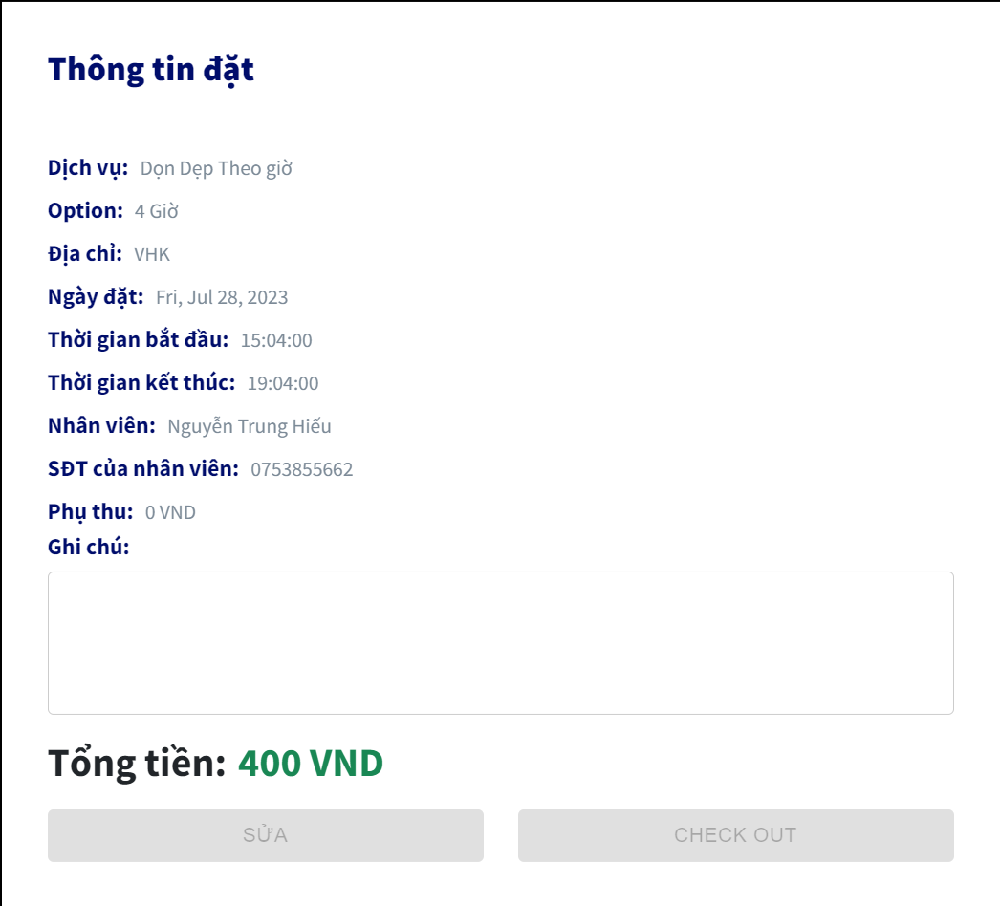 Thông tin đặt
Dịch vụ: Dọn Dẹp Theo giờ
Option: 4 Giờ
Địa chỉ: VHK
Ngày đặt: Fri, Jul 28, 2023
Thời gian bắt đầu: 15:04:00
Thời gian kết thúc: 19:04:00
Nhân viên: Nguyễn Trung Hiếu
SĐT của nhân viên: 0753855662
Phụ thu: 0 VND
Ghi chú:
Tổng tiền: 400 VND
SỬA CHECK OUT